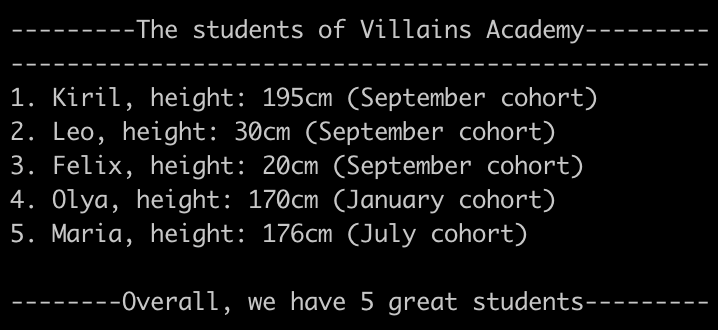 ---------The students of Villains Academy---------
--------------------------------------------------
1. Kiril, height: 195cm (September cohort)
2. Leo, height: 30cm (September cohort)
3. Felix, height: 20cm (September cohort)
4. Olya, height: 170cm (January cohort)
5. Maria, height: 176cm (July cohort)

--------Overall, we have 5 great students---------